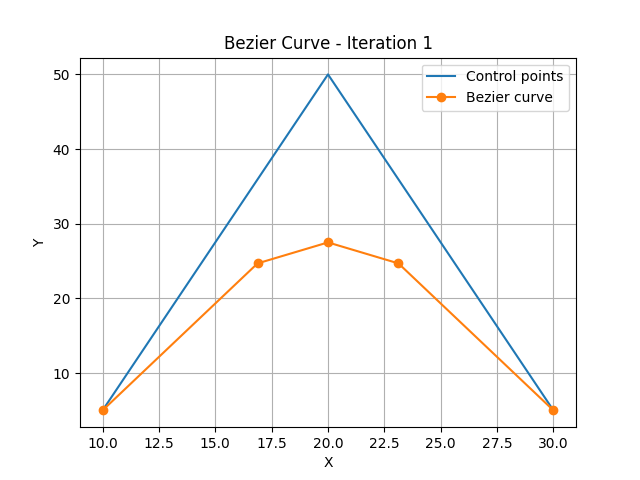 Bezier Curve - Iteration 1
Control points
Bezier curve
50
40
30
20
10
Y
10.0 12.5 15.0 17.5 20.0 22.5 25.0 27.5 30.0
X